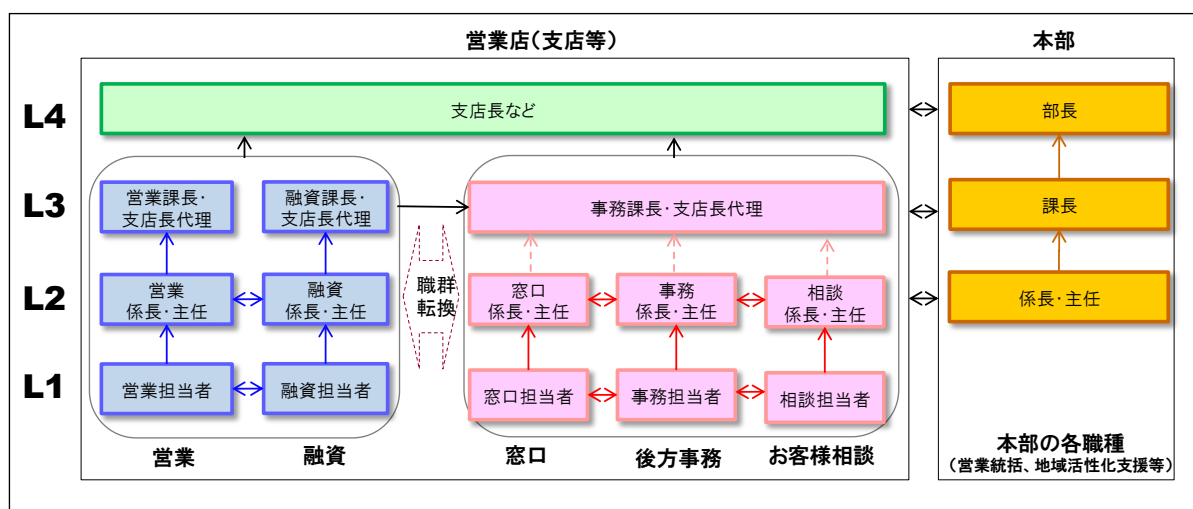 営業店(支店等)
本部
L4
支店長など
部長
L3
営業課長・
支店長代理
融資課長・
支店長代理
事務課長・支店長代理
課長
職群
転換
L2
営業
係長・主任
融資
係長・主任
窓口
係長・主任
事務
係長・主任
相談
係長・主任
係長・主任
L1
営業担当者
融資担当者
窓口担当者
事務担当者
相談担当者
営業
融資
窓口
後方事務
お客様相談
本部の各職種
(営業統括、地域活性化支援等)